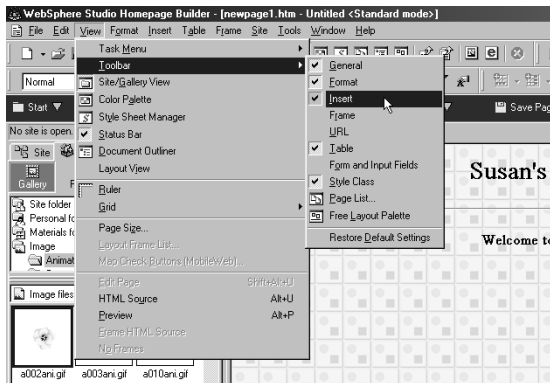 WebSphere Studio Homepage Builder - [newpage1.htm - Untitled <Standard mode>]
File Edit View Format Insert Table Frame Site Tools Window Help
Normal
Start
Save Pag
No site is open.
Site
Gallery
Site folder
Personal fo
Materials fo
Image
Animat
Image files
a002ani.gif a003ani.gif a010ani.gif
Task Menu
Toolbar
Site/Gallery View
Color Palette
Style Sheet Manager
Status Bar
Document Outliner
Layout View
Ruler
Grid
Page Size...
Layout Frame List...
Map Check Buttons (MobileWeb)...
Edit Page Shift+Alt+U
HTML Source Alt+U
Preview Alt+P
Frame HTML Source
No Frames
General
Format
Insert
Frame
URL
Table
Form and Input Fields
Style Class
Page List...
Free Layout Palette
Restore Default Settings
Susan's
Welcome to